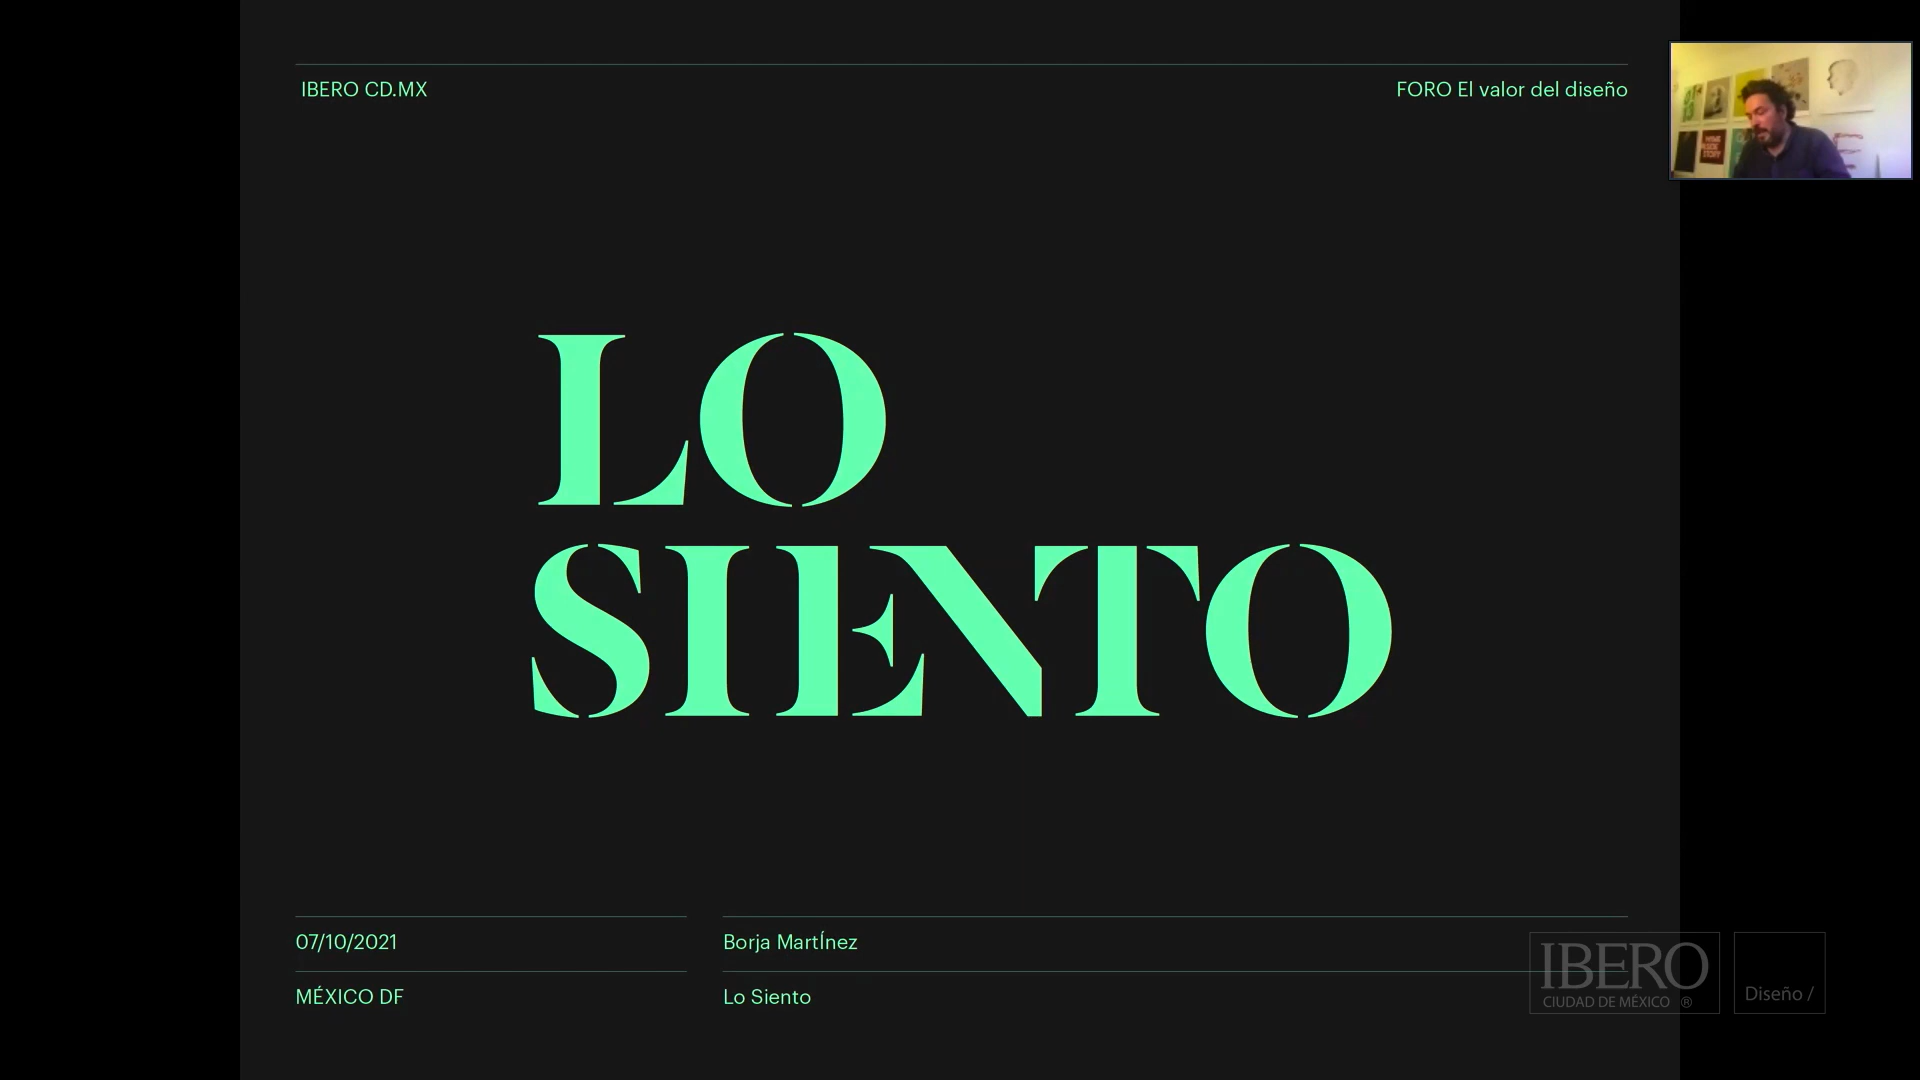 IBERO CD.MX
FORO El valor del diseño
LO
SIENTO
07/10/2021
Borja MartÍnez
MÉXICO DF
Lo Siento
IBERO
CIUDAD DE MÉXICO ®
Diseño /